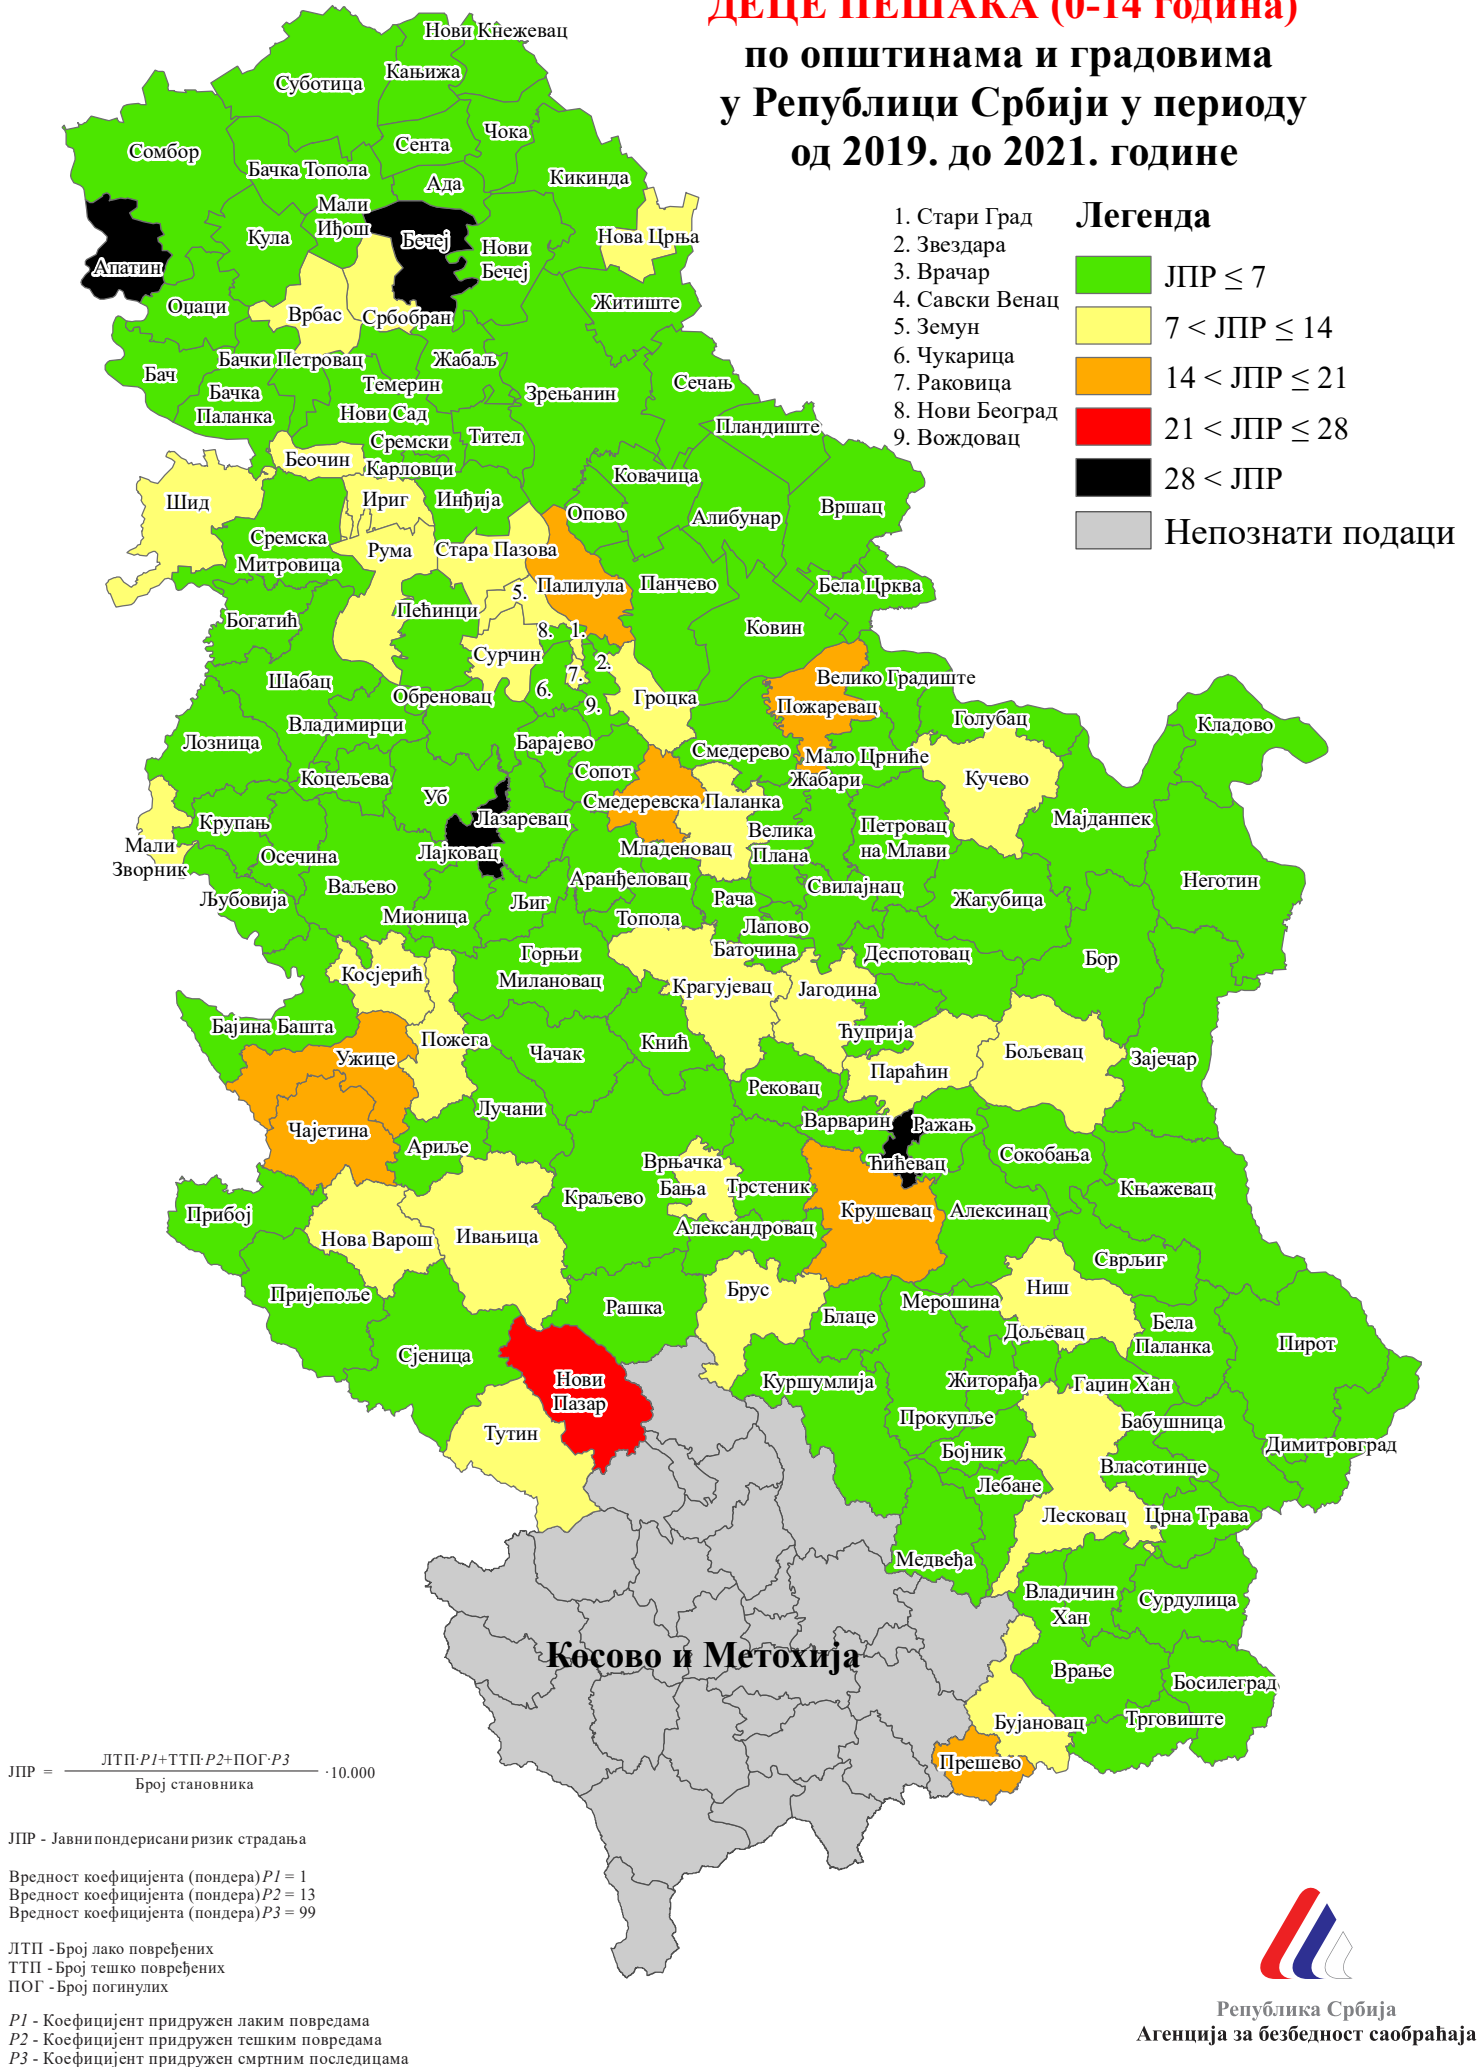 ДЕЦЕ ПЕШАКА (0-14 година)
по општинама и градовима
у Републици Србији у периоду
од 2019. до 2021. године
1. Стари Град
2. Звездара
3. Врачар
4. Савски Венац
5. Земун
6. Чукарица
7. Раковица
8. Нови Београд
9. Вождовац
Легенда
ЈПР ≤ 7
7 < ЈПР ≤ 14
14 < ЈПР ≤ 21
21 < ЈПР ≤ 28
28 < ЈПР
Непознати подаци
Нови Кнежевац
Кањижа
Суботица
Чока
Сента
Сомбор
Бачка Топола
Ада
Кикинда
Мали
Иђош
Кула
Бечеј
Нови
Бечеј
Нова Црња
Апатин
Оџаци
Врбас
Србобран
Житиште
Бачки Петровац
Жабаљ
Бач
Бачка
Паланка
Темерин
Зрењанин
Сечањ
Нови Сад
Пландиште
Сремски
Карловци
Тител
Беочин
Ковачица
Шид
Ириг
Инђија
Опово
Алибунар
Вршац
Сремска
Митровица
Рума
Стара Пазова
Палилула
Панчево
Бела Црква
5.
Богатић
Пећинци
8.
1.
Ковин
Сурчин
2.
7.
Шабац
Обреновац
6.
9.
Гроцка
Велико Градиште
Пожаревац
Голубац
Кладово
Владимирци
Лозница
Барајево
Смедерево
Мало Црниће
Жабари
Кучево
Коцељева
Сопот
Уб
Смедеревска Паланка
Лазаревац
Крупањ
Велика
Плана
Петровац
на Млави
Мајданпек
Мали
Зворник
Осечина
Лајковац
Младеновац
Ваљево
Аранђеловац
Свилајнац
Неготин
Љубовија
Мионица
Љиг
Рача
Жагубица
Топола
Лапово
Горњи
Милановац
Баточина
Деспотовац
Бор
Косјерић
Крагујевац
Јагодина
Бајина Башта
Ужице
Пожега
Чачак
Кнић
Ћуприја
Бољевац
Зајечар
Параћин
Рековац
Чајетина
Лучани
Варварин
Ражањ
Ариље
Сокобања
Врњачка
Бања
Ћићевац
Трстеник
Књажевац
Краљево
Прибој
Крушевац
Алексинац
Александровац
Нова Варош
Ивањица
Сврљиг
Пријепоље
Брус
Ниш
Рашка
Мерошина
Блаце
Дољевац
Бела
Паланка
Пирот
Сјеница
Нови
Пазар
Куршумлија
Житорађа
Гаџин Хан
Прокупље
Бабушница
Тутин
Бојник
Димитровград
Власотинце
Лебане
Лесковац
Црна Трава
Медвеђа
Владичин
Хан
Сурдулица
Косово и Метохија
Врање
Босилеград
Бујановац
Трговиште
Прешево
ЈПР = ЛТП·P1+ТТП·P2+ПОГ·P3 ·10.000
Број становника
ЈПР - Јавни пондерисани ризик страдања
Вредност коефицијента (пондера) P1 = 1
Вредност коефицијента (пондера) P2 = 13
Вредност коефицијента (пондера) P3 = 99
ЛТП - Број лако повређених
ТТП - Број тешко повређених
ПОГ - Број погинулих
P1 - Коефицијент придружен лаким повредама
P2 - Коефицијент придружен тешким повредама
P3 - Коефицијент придружен смртним последицама
Република Србија
Агенција за безбедност саобраћаја